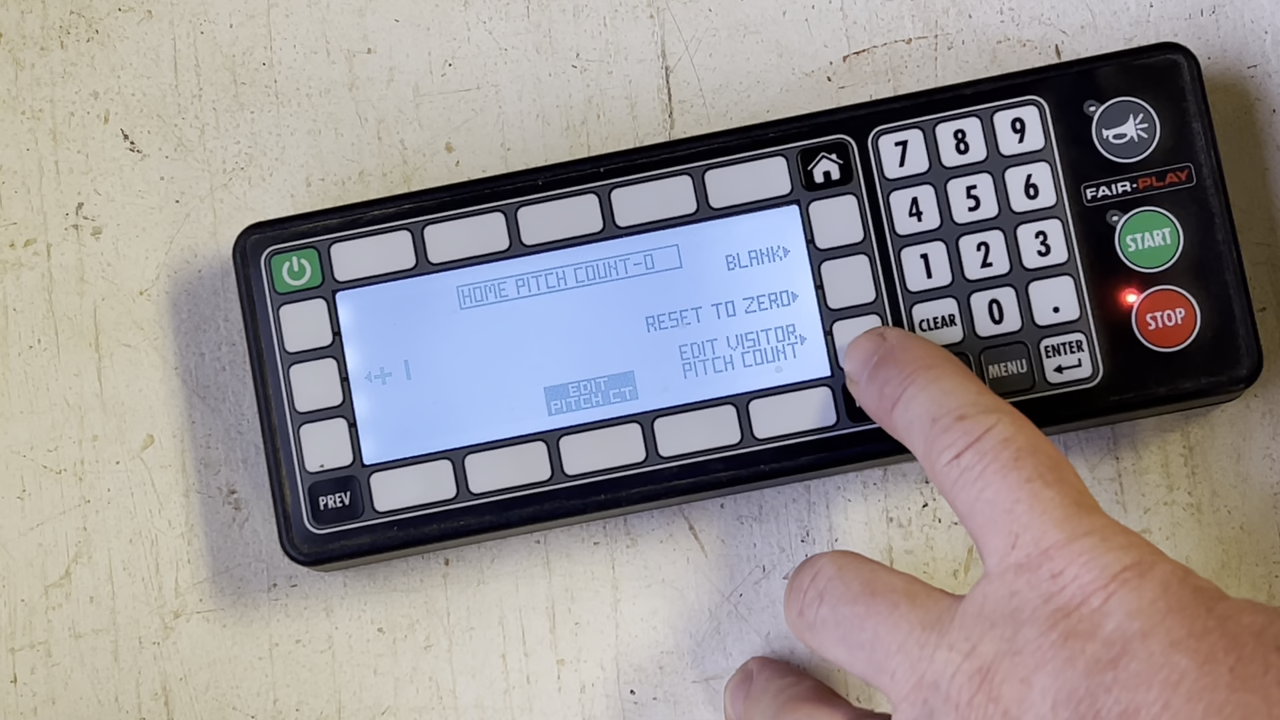 HOME PITCH COUNT-0
BLANK
RESET TO ZERO
EDIT VISITOR
PITCH COUNT
+ 1
EDIT
PITCH CT
PREV
7 8 9
4 5 6
1 2 3
CLEAR 0 .
MENU ENTER
FAIR-PLAY
START
STOP